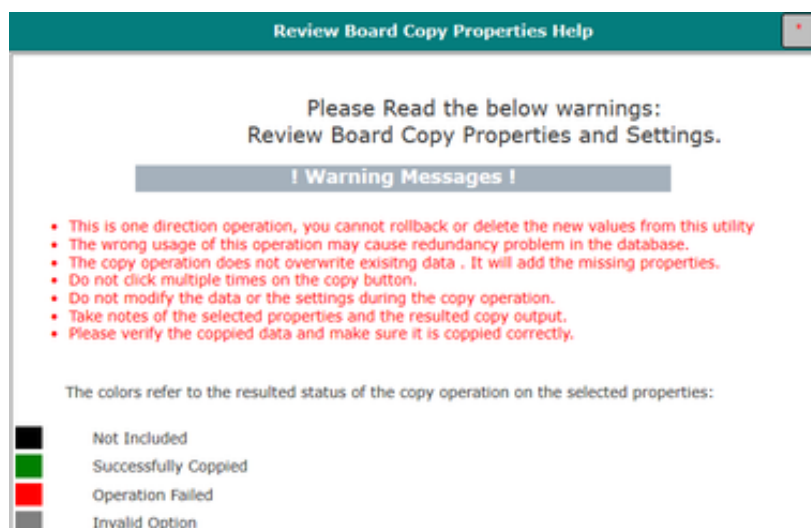 Review Board Copy Properties Help
*
Please Read the below warnings:
Review Board Copy Properties and Settings.
! Warning Messages !
This is one direction operation, you cannot rollback or delete the new values from this utility
The wrong usage of this operation may cause redundancy problem in the database.
The copy operation does not overwrite exisitng data . It will add the missing properties.
Do not click multiple times on the copy button.
Do not modify the data or the settings during the copy operation.
Take notes of the selected properties and the resulted copy output.
Please verify the coppied data and make sure it is coppied correctly.
The colors refer to the resulted status of the copy operation on the selected properties:
Not Included
Successfully Coppied
Operation Failed
Invalid Option